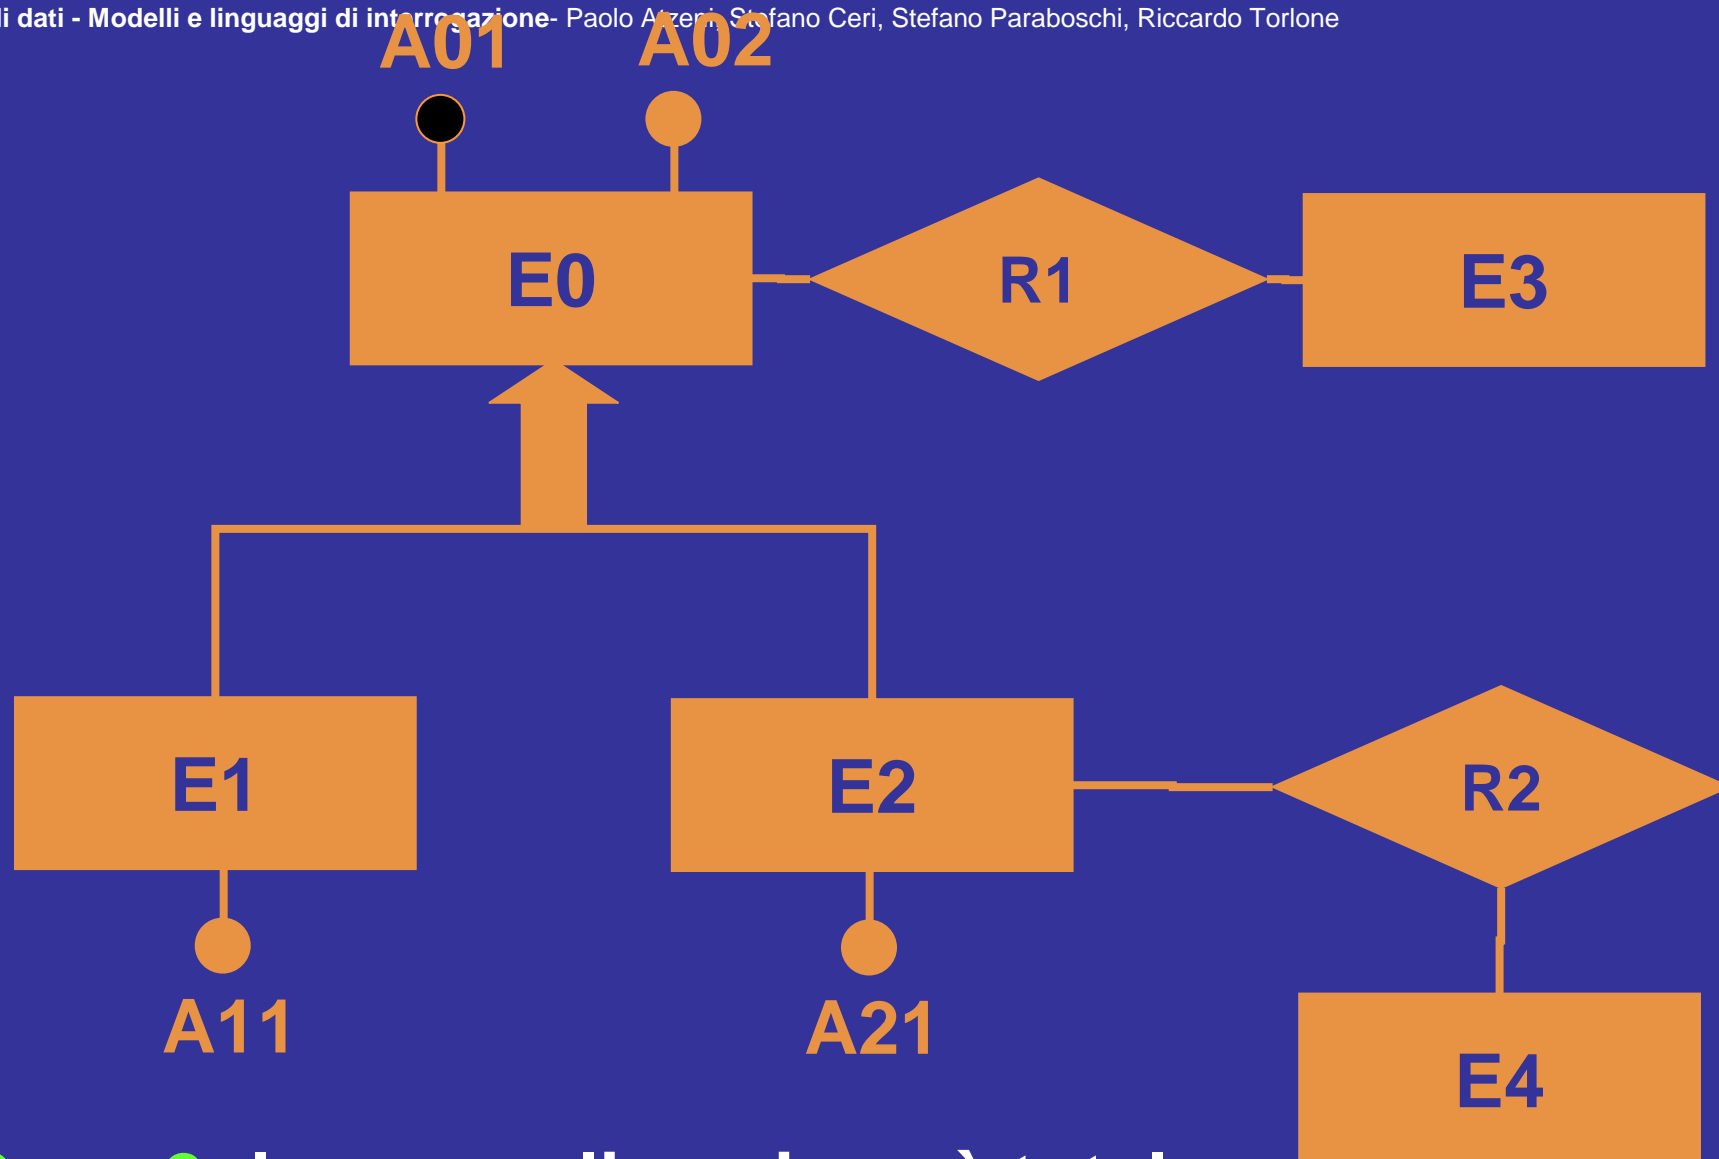 dati - Modelli e linguaggi di interrogazione- Paolo Atzeni, Stefano Ceri, Stefano Paraboschi, Riccardo Torlone
A01 A02
E0 R1 E3
E1 E2 R2
A11 A21
E4